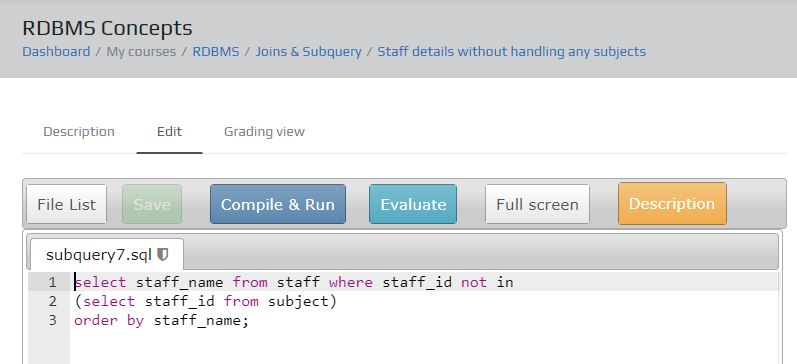 RDBMS Concepts
Dashboard / My courses / RDBMS / Joins & Subquery / Staff details without handling any subjects
Description Edit Grading view
File List Save Compile & Run Evaluate Full screen Description
subquery7.sql
1 select staff_name from staff where staff_id not in
2 (select staff_id from subject)
3 order by staff_name;